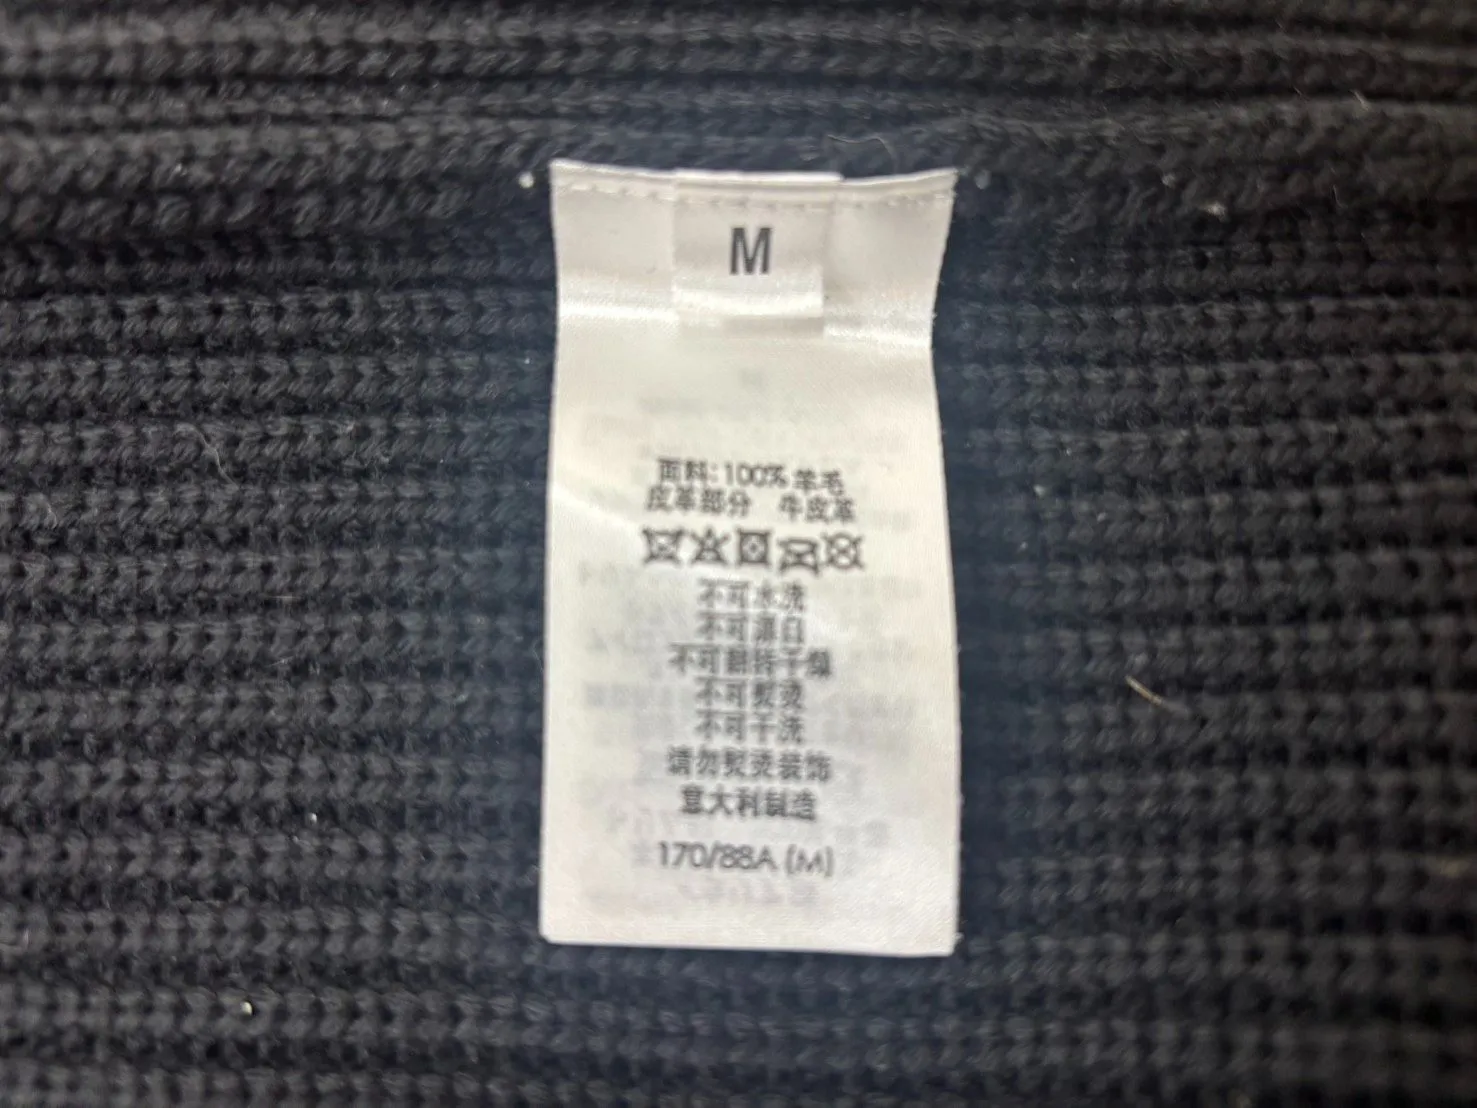 M
面料:100%羊毛
皮革部分 牛皮革
不可水洗
不可漂白
不可翻转干燥
不可熨烫
不可干洗
请勿熨烫装饰
意大利制造
170/88A (M)